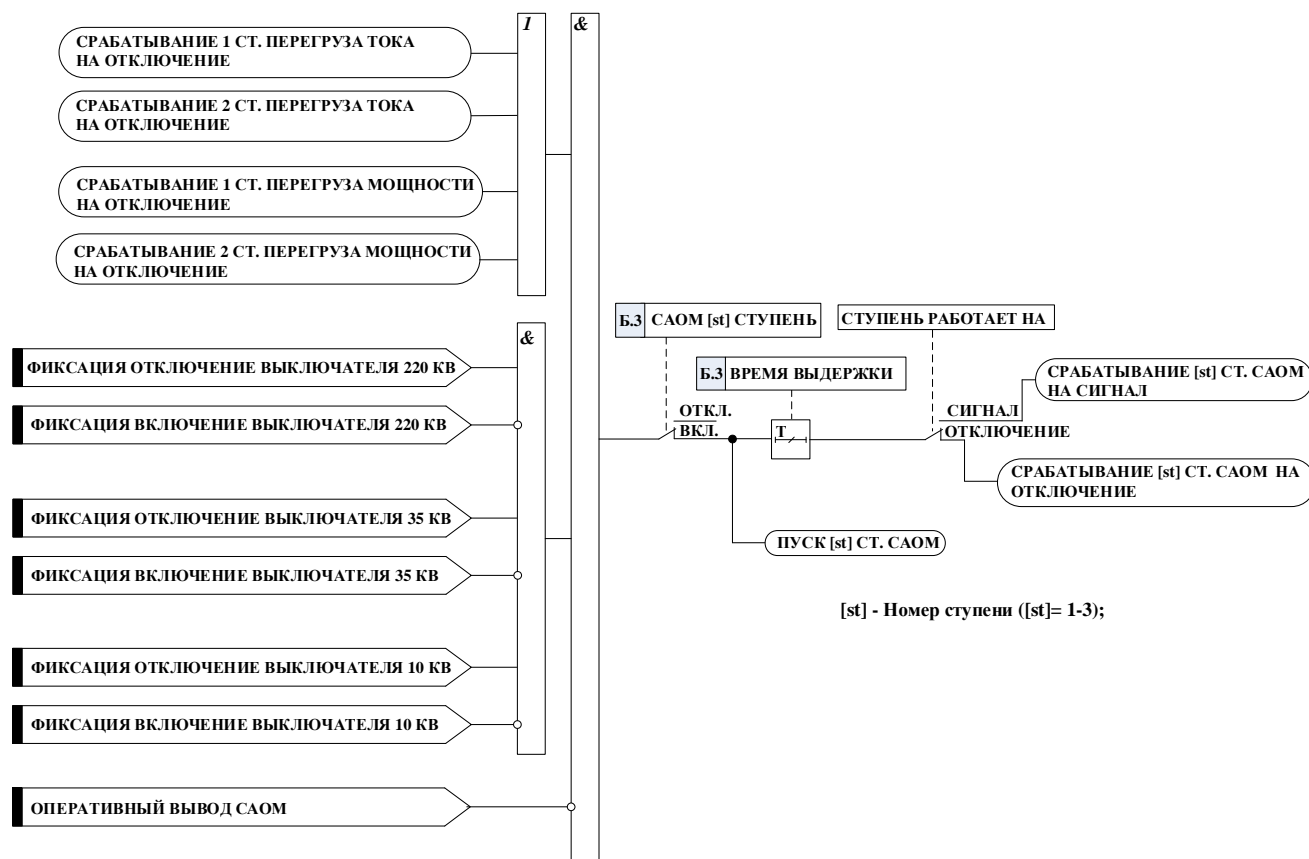 1
&
СРАБАТЫВАНИЕ 1 СТ. ПЕРЕГРУЗА ТОКА
НА ОТКЛЮЧЕНИЕ
СРАБАТЫВАНИЕ 2 СТ. ПЕРЕГРУЗА ТОКА
НА ОТКЛЮЧЕНИЕ
СРАБАТЫВАНИЕ 1 СТ. ПЕРЕГРУЗА МОЩНОСТИ
НА ОТКЛЮЧЕНИЕ
СРАБАТЫВАНИЕ 2 СТ. ПЕРЕГРУЗА МОЩНОСТИ
НА ОТКЛЮЧЕНИЕ
&
ФИКСАЦИЯ ОТКЛЮЧЕНИЕ ВЫКЛЮЧАТЕЛЯ 220 КВ
ФИКСАЦИЯ ВКЛЮЧЕНИЕ ВЫКЛЮЧАТЕЛЯ 220 КВ
ФИКСАЦИЯ ОТКЛЮЧЕНИЕ ВЫКЛЮЧАТЕЛЯ 35 КВ
ФИКСАЦИЯ ВКЛЮЧЕНИЕ ВЫКЛЮЧАТЕЛЯ 35 КВ
ФИКСАЦИЯ ОТКЛЮЧЕНИЕ ВЫКЛЮЧАТЕЛЯ 10 КВ
ФИКСАЦИЯ ВКЛЮЧЕНИЕ ВЫКЛЮЧАТЕЛЯ 10 КВ
ОПЕРАТИВНЫЙ ВЫВОД САОМ
Б.3 САОМ [st] СТУПЕНЬ
СТУПЕНЬ РАБОТАЕТ НА
Б.3 ВРЕМЯ ВЫДЕРЖКИ
ОТКЛ.
ВКЛ.
Т
СИГНАЛ
ОТКЛЮЧЕНИЕ
СРАБАТЫВАНИЕ [st] СТ. САОМ
НА СИГНАЛ
СРАБАТЫВАНИЕ [st] СТ. САОМ НА
ОТКЛЮЧЕНИЕ
ПУСК [st] СТ. САОМ
[st] - Номер ступени ([st]= 1-3);